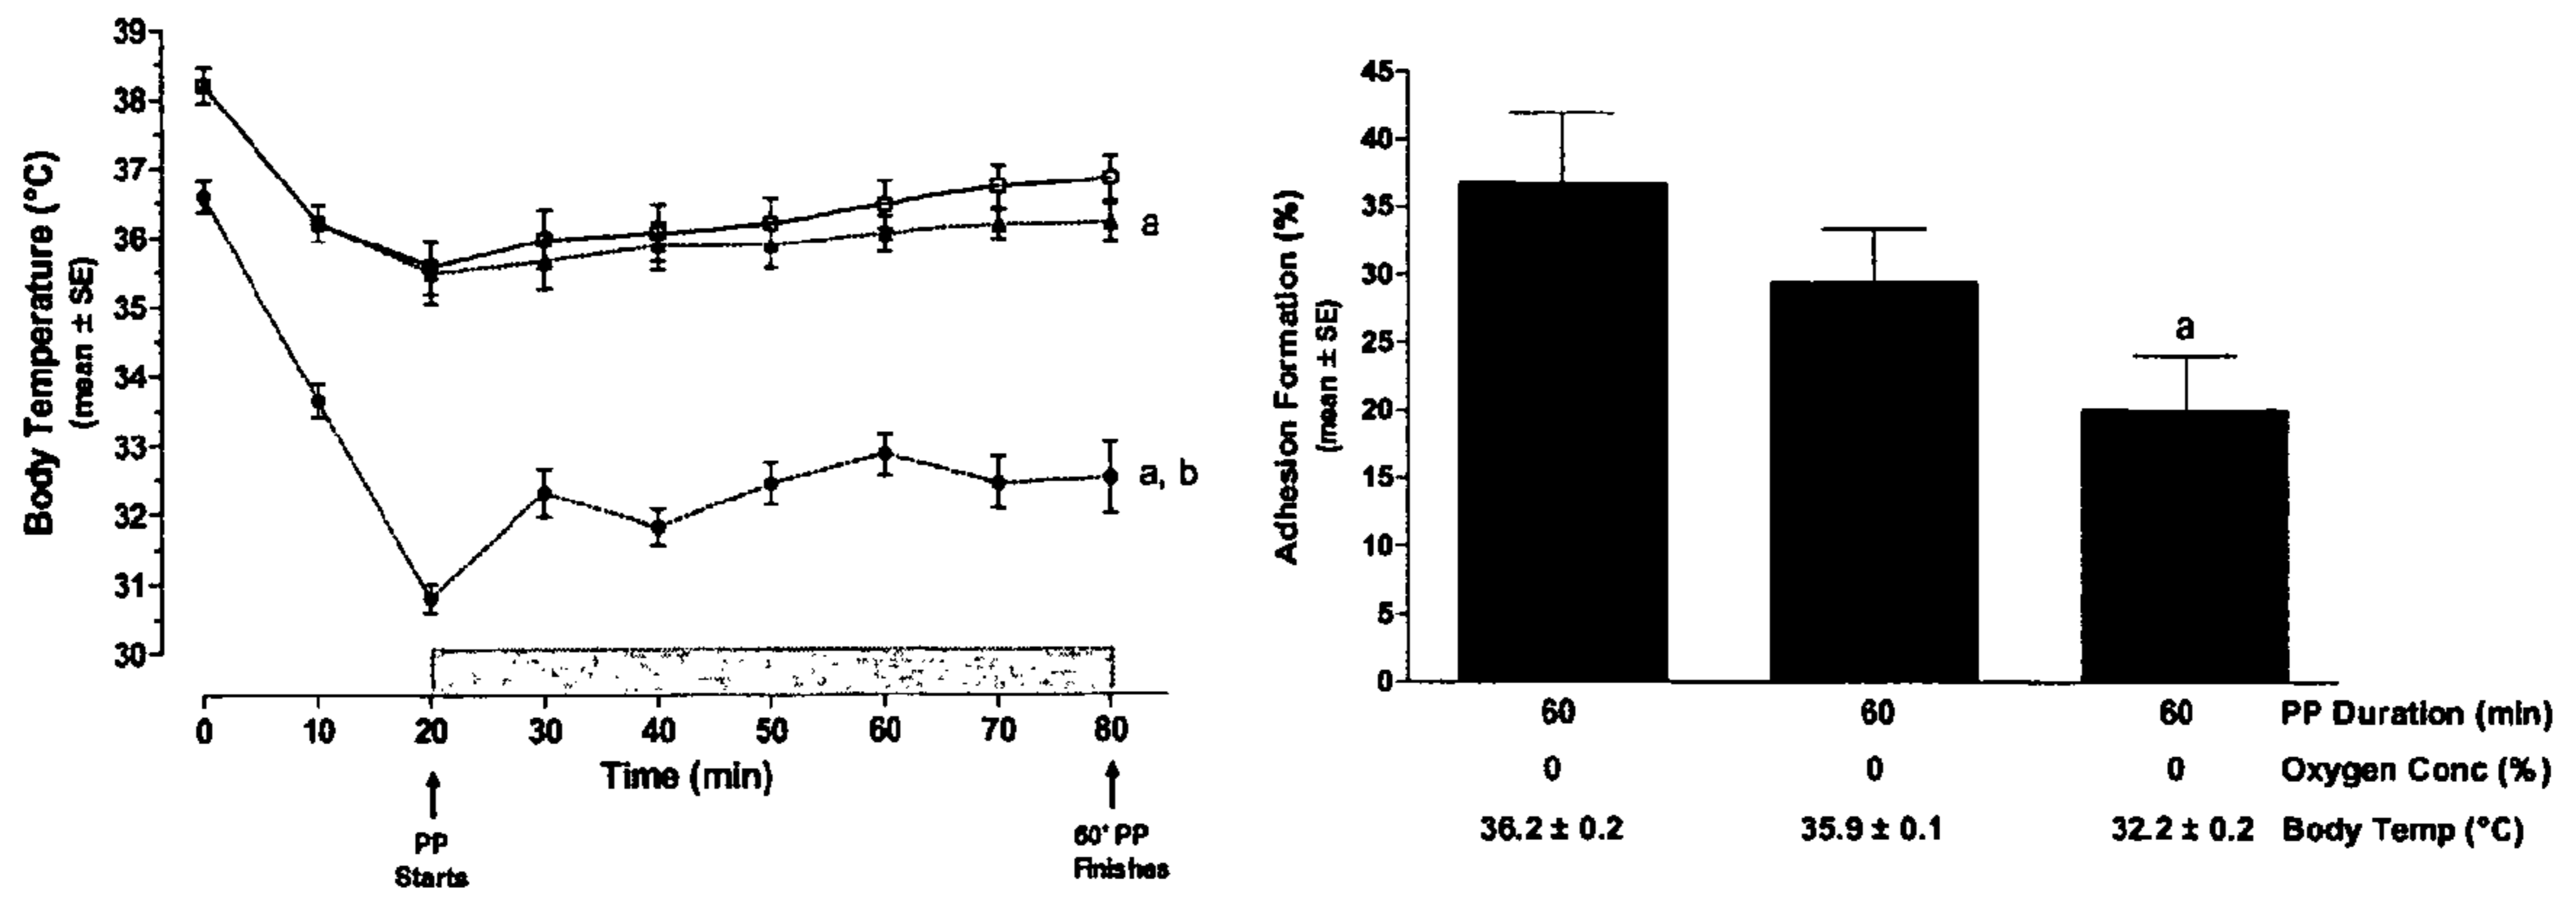 39
38
37
36
35
34
33
32
31
30
Body Temperature (°C)
(mean ± SE)
a
a, b
0 10 20 30 40 50 60 70 80
Time (min)
PP
Starts
60' PP
Finishes
45
40
35
30
25
20
15
10
5
0
Adhesion Formation (%)
(mean ± SE)
a
60 60 60 PP Duration (min)
0 0 0 Oxygen Conc (%)
36.2 ± 0.2 35.9 ± 0.1 32.2 ± 0.2 Body Temp (°C)